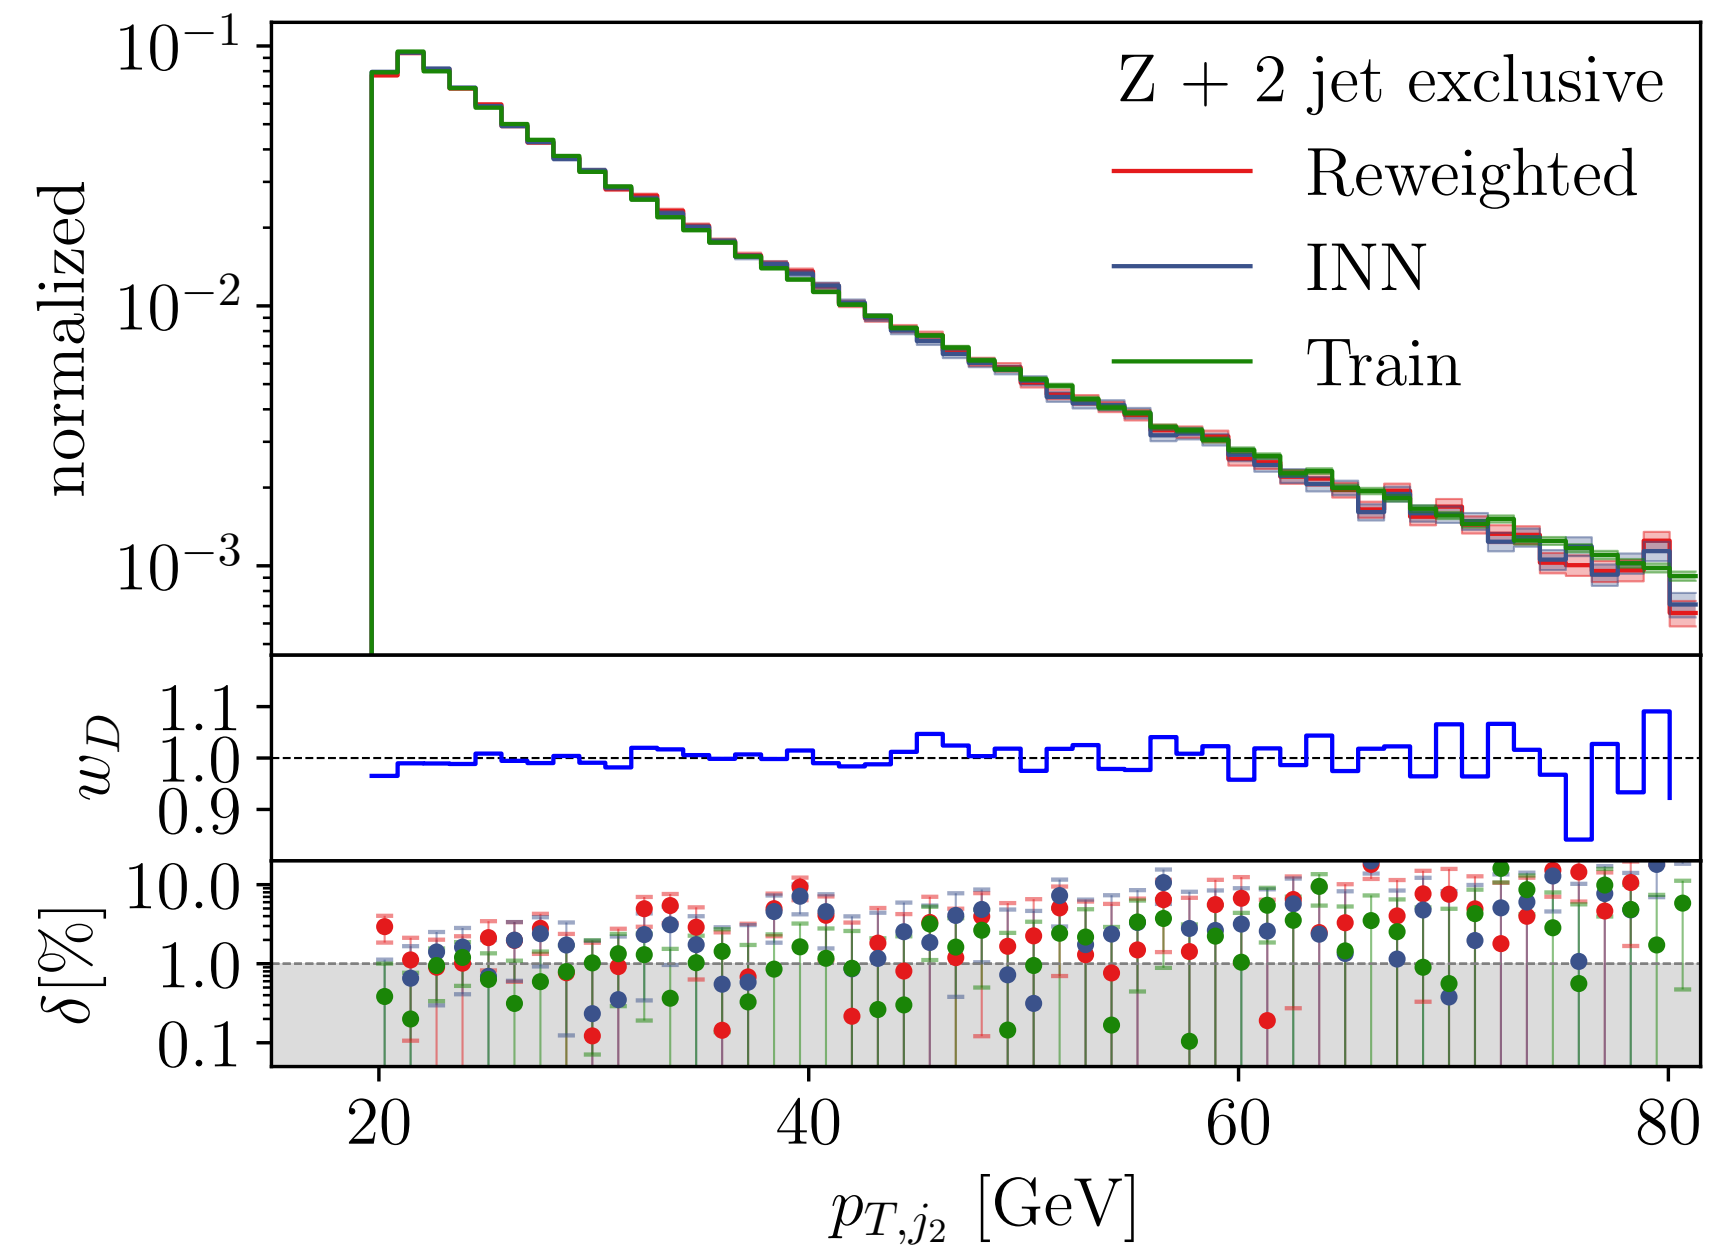 Z + 2 jet exclusive
Reweighted
INN
Train
normalized
10⁻¹
10⁻²
10⁻³
w_D
1.1
1.0
0.9
δ[%]
10.0
1.0
0.1
20 40 60 80
p_{T,j_2} [GeV]